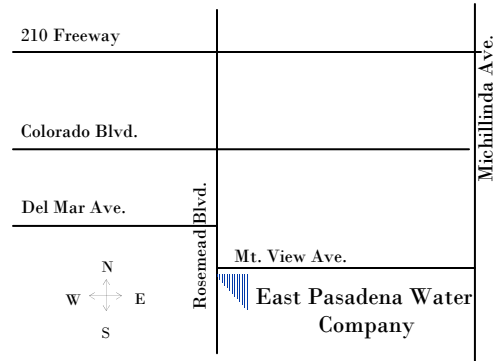 210 Freeway
Michillinda Ave.
Colorado Blvd.
Del Mar Ave.
Rosemead Blvd.
Mt. View Ave.
N
W E
S
East Pasadena Water
Company